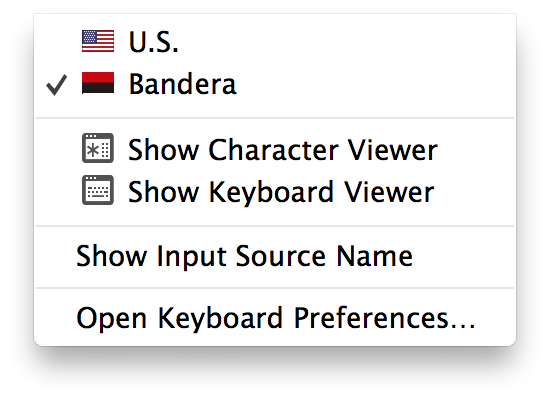 U.S.
Bandera
Show Character Viewer
Show Keyboard Viewer
Show Input Source Name
Open Keyboard Preferences…